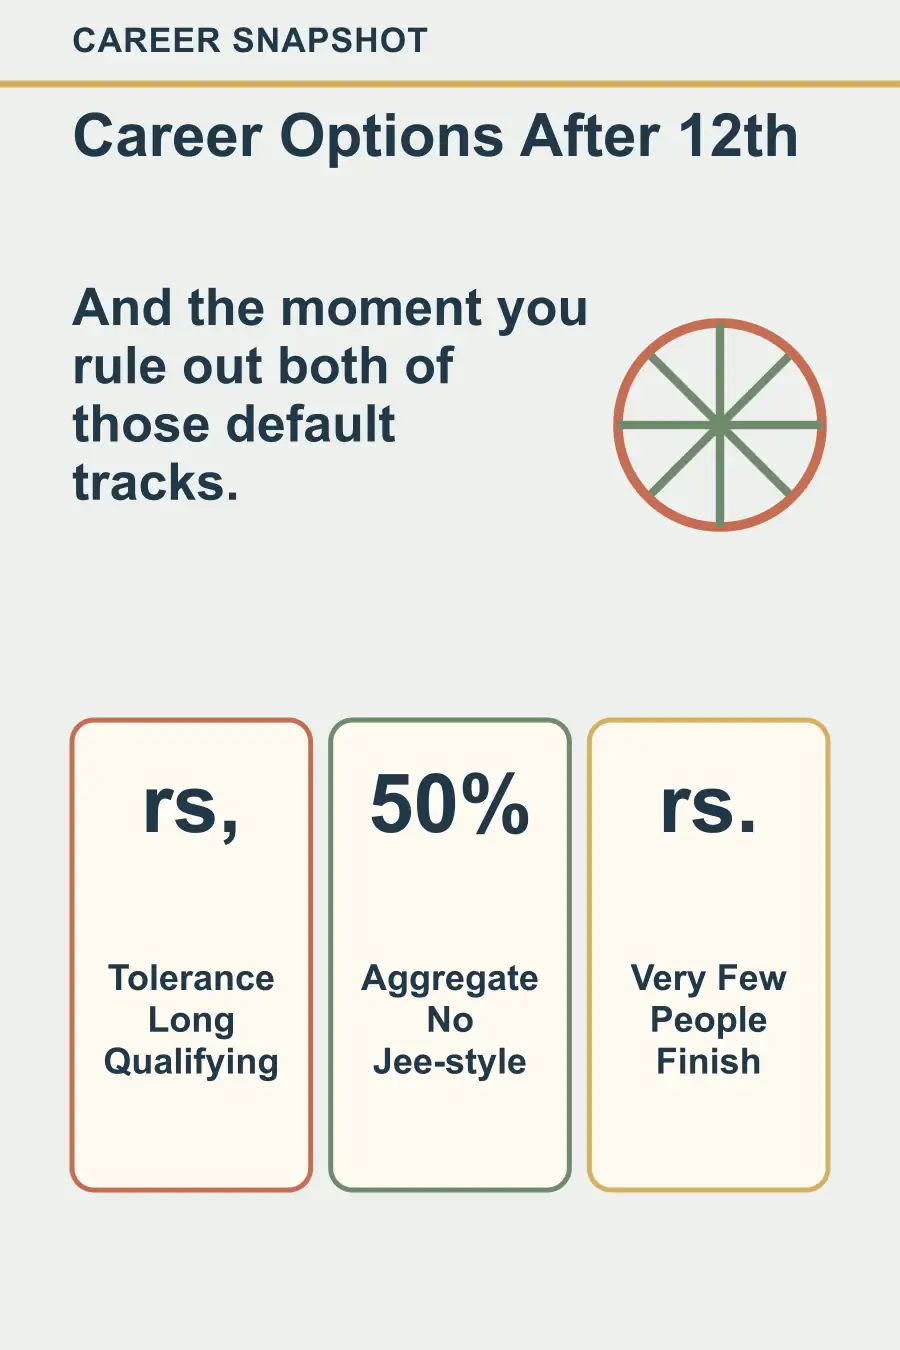 CAREER SNAPSHOT
Career Options After 12th
And the moment you
rule out both of
those default
tracks.
rs,
Tolerance
Long
Qualifying
50%
Aggregate
No
Jee-style
rs.
Very Few
People
Finish